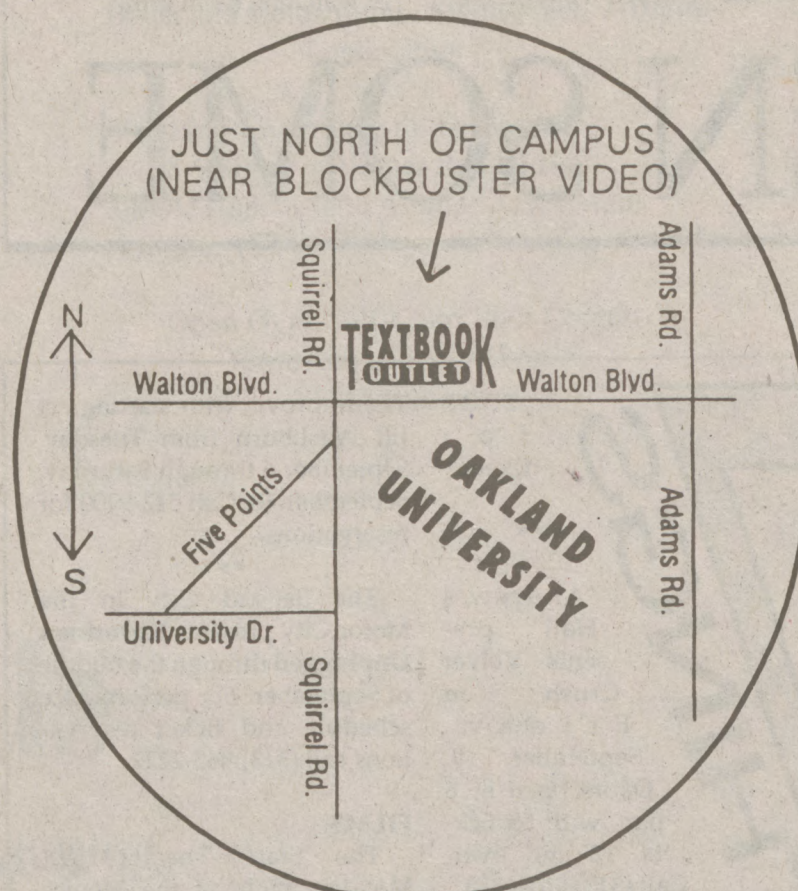 JUST NORTH OF CAMPUS
(NEAR BLOCKBUSTER VIDEO)
Squirrel Rd.
Adams Rd.
N
TEXTBOOK
OUTLET
Walton Blvd.
Walton Blvd.
OAKLAND
UNIVERSITY
Five Points
Adams Rd.
S
University Dr.
Squirrel Rd.